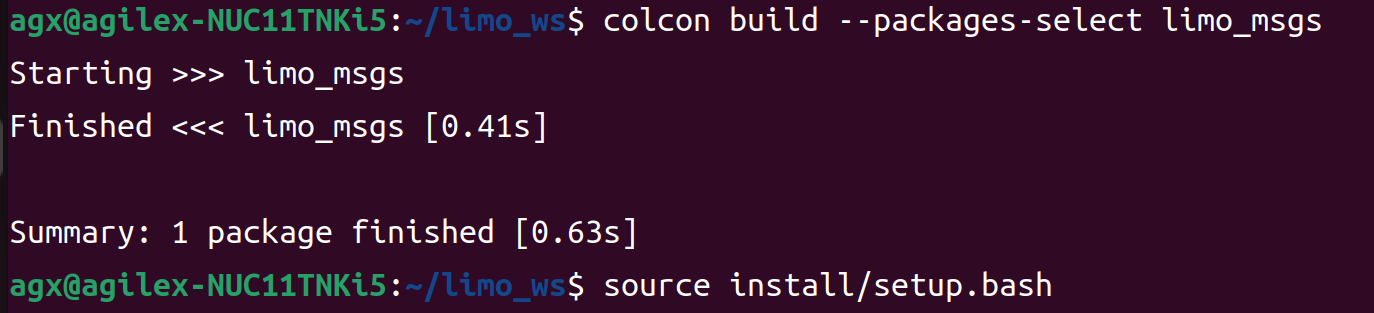 agx@agilex-NUC11TNKi5:~/limo_ws$ colcon build --packages-select limo_msgs
Starting >>> limo_msgs
Finished <<< limo_msgs [0.41s]
Summary: 1 package finished [0.63s]
agx@agilex-NUC11TNKi5:~/limo_ws$ source install/setup.bash